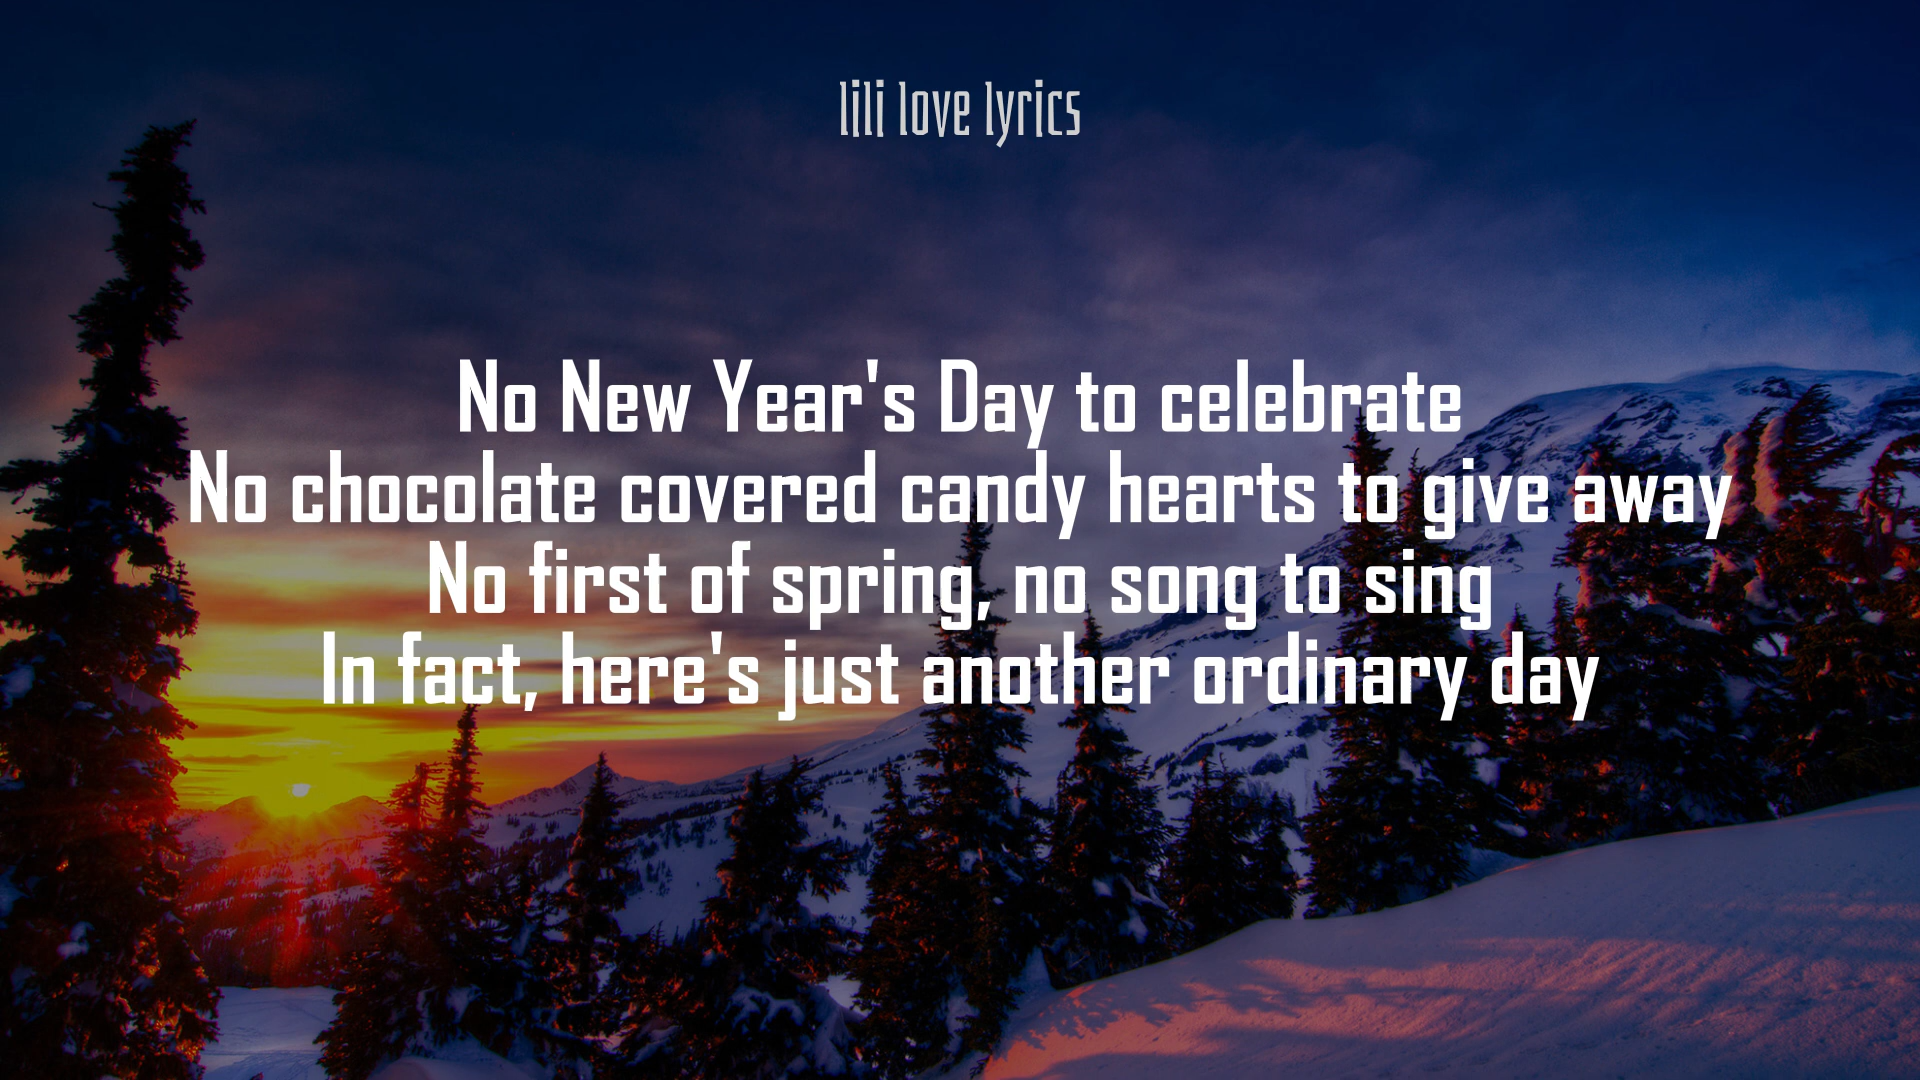 lili love lyrics
No New Year's Day to celebrate
No chocolate covered candy hearts to give away
No first of spring, no song to sing
In fact, here's just another ordinary day